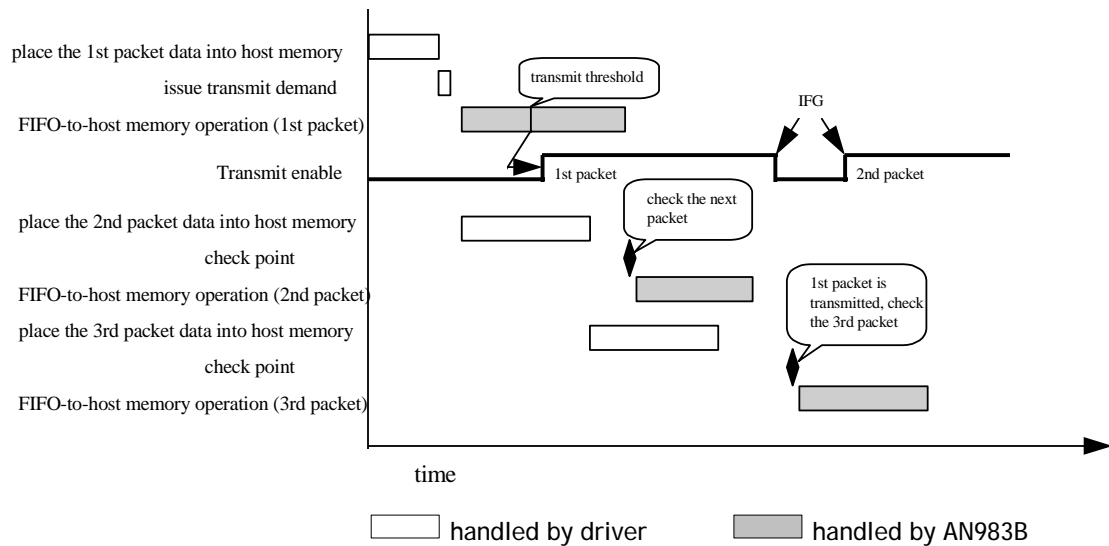 place the 1st packet data into host memory
issue transmit demand
transmit threshold
IFG
FIFO-to-host memory operation (1st packet)
Transmit enable
1st packet
2nd packet
check the next
packet
place the 2nd packet data into host memory
check point
FIFO-to-host memory operation (2nd packet)
1st packet is
transmitted, check
the 3rd packet
place the 3rd packet data into host memory
check point
FIFO-to-host memory operation (3rd packet)
time
handled by driver
handled by AN983B